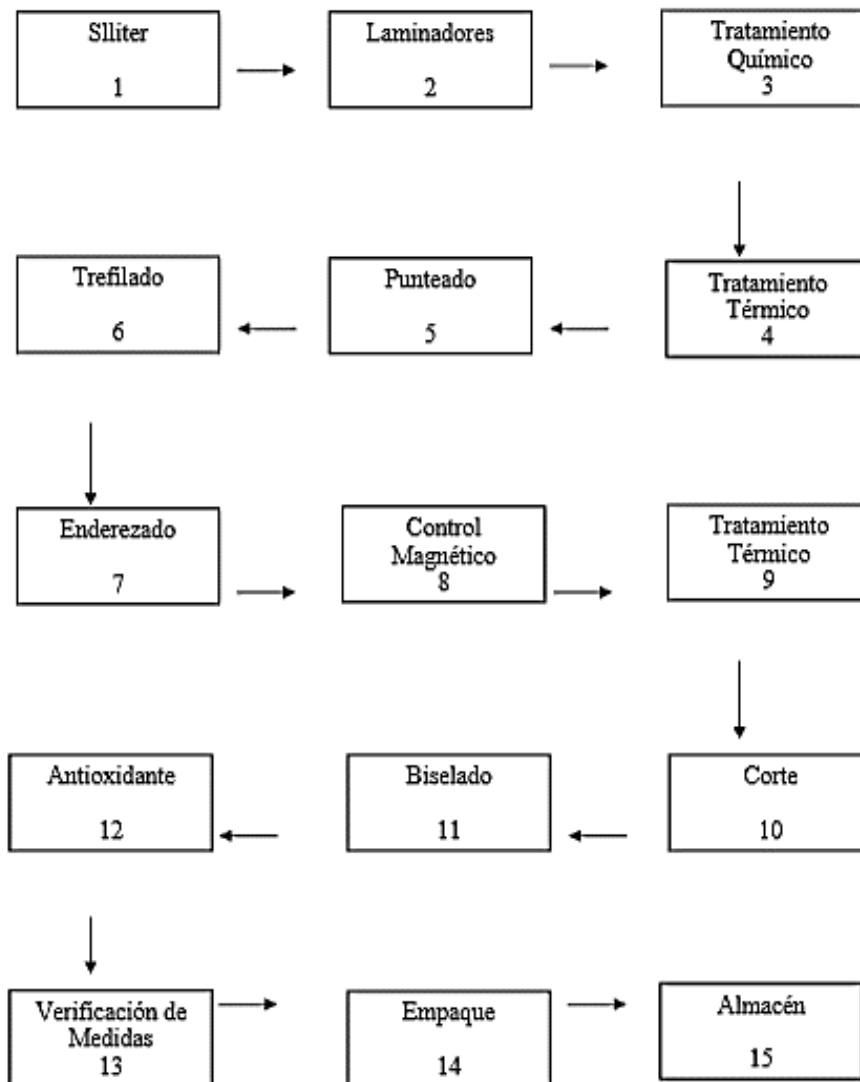 Slliter
1
Laminadores
2
Tratamiento
Químico
3
Tratamiento
Térmico
4
Punteado
5
Trefilado
6
Enderezado
7
Control
Magnético
8
Tratamiento
Térmico
9
Corte
10
Biselado
11
Antioxidante
12
Verificación de
Medidas
13
Empaque
14
Almacén
15